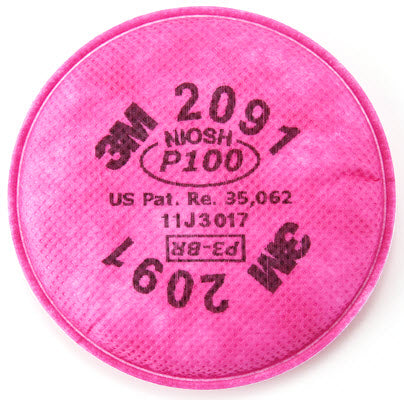 3M 2091
NIOSH
P100
US Pat. Re. 35,062
11J3017
P3-BR
3M 2091